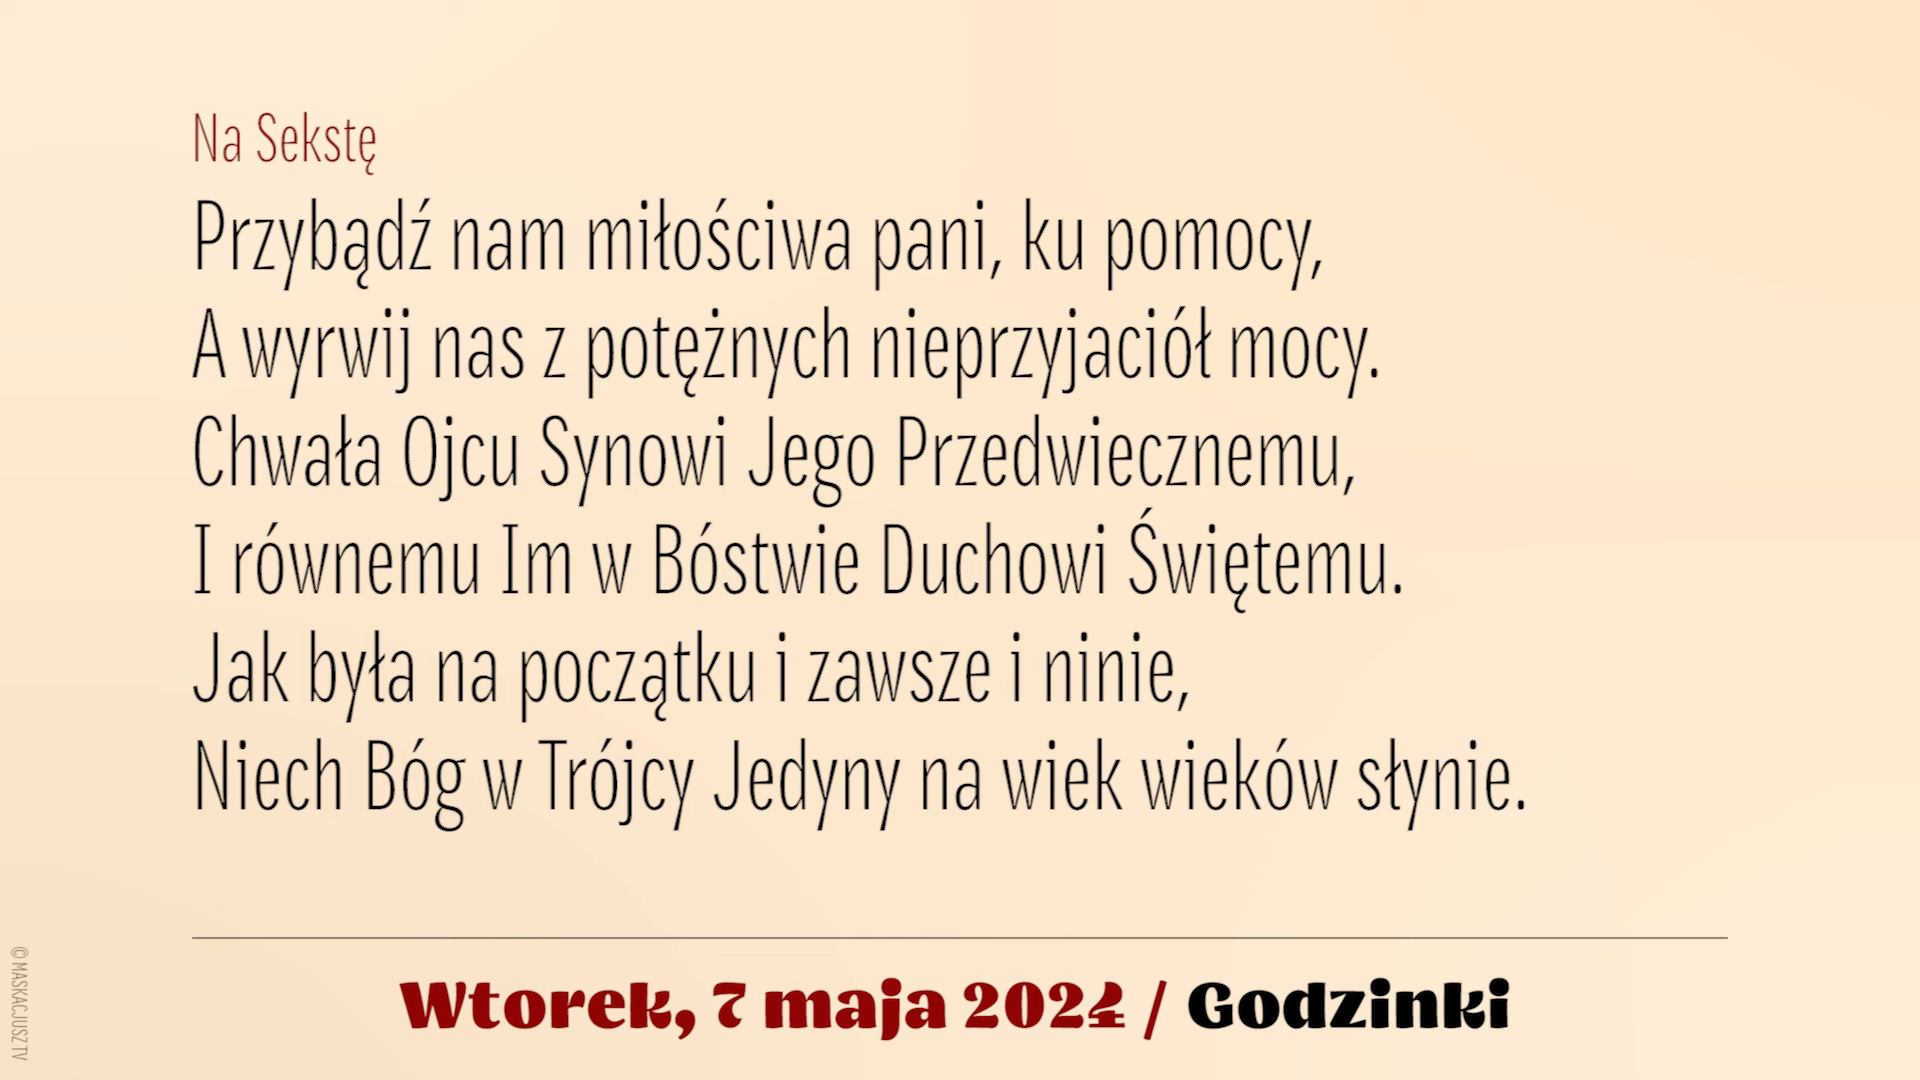 Na Sekstę
Przybądź nam miłościwa pani, ku pomocy,
A wyrwij nas z potężnych nieprzyjaciół mocy.
Chwała Ojcu Synowi Jego Przedwiecznemu,
I równemu Im w Bóstwie Duchowi Świętemu.
Jak była na początku i zawsze i ninie,
Niech Bóg w Trójcy Jedyny na wiek wieków słynie.
Wtorek, 7 maja 2024 / Godzinki
© MASKACJUSZ TV